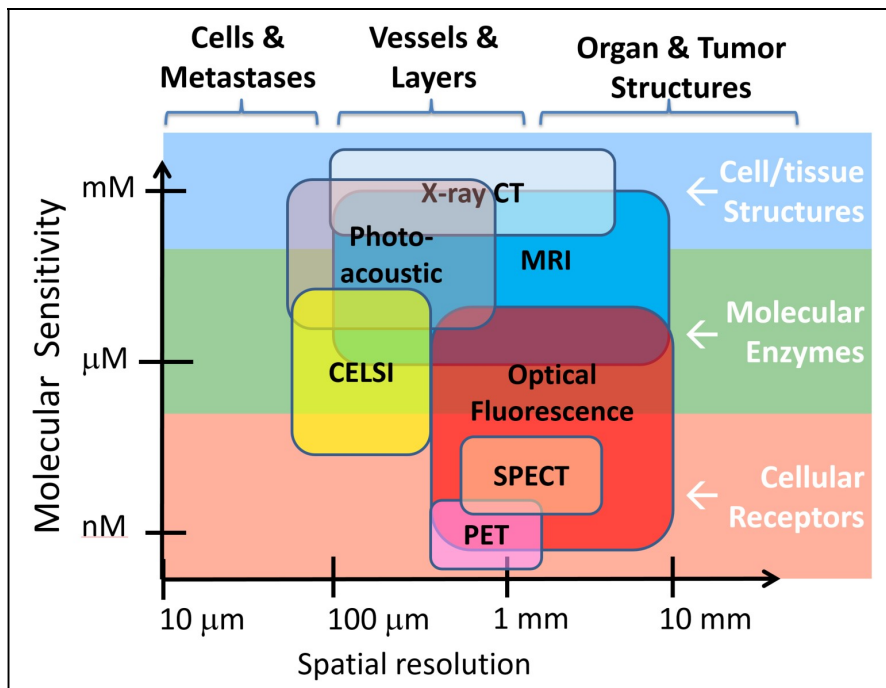 Cells &
Metastases
Vessels &
Layers
Organ & Tumor
Structures
mM
X-ray CT
Cell/tissue
Structures
Photo-
acoustic
MRI
Molecular
Enzymes
μM
CELSI
Optical
Fluorescence
SPECT
Cellular
Receptors
nM
PET
Molecular Sensitivity
10 μm
100 μm
1 mm
10 mm
Spatial resolution